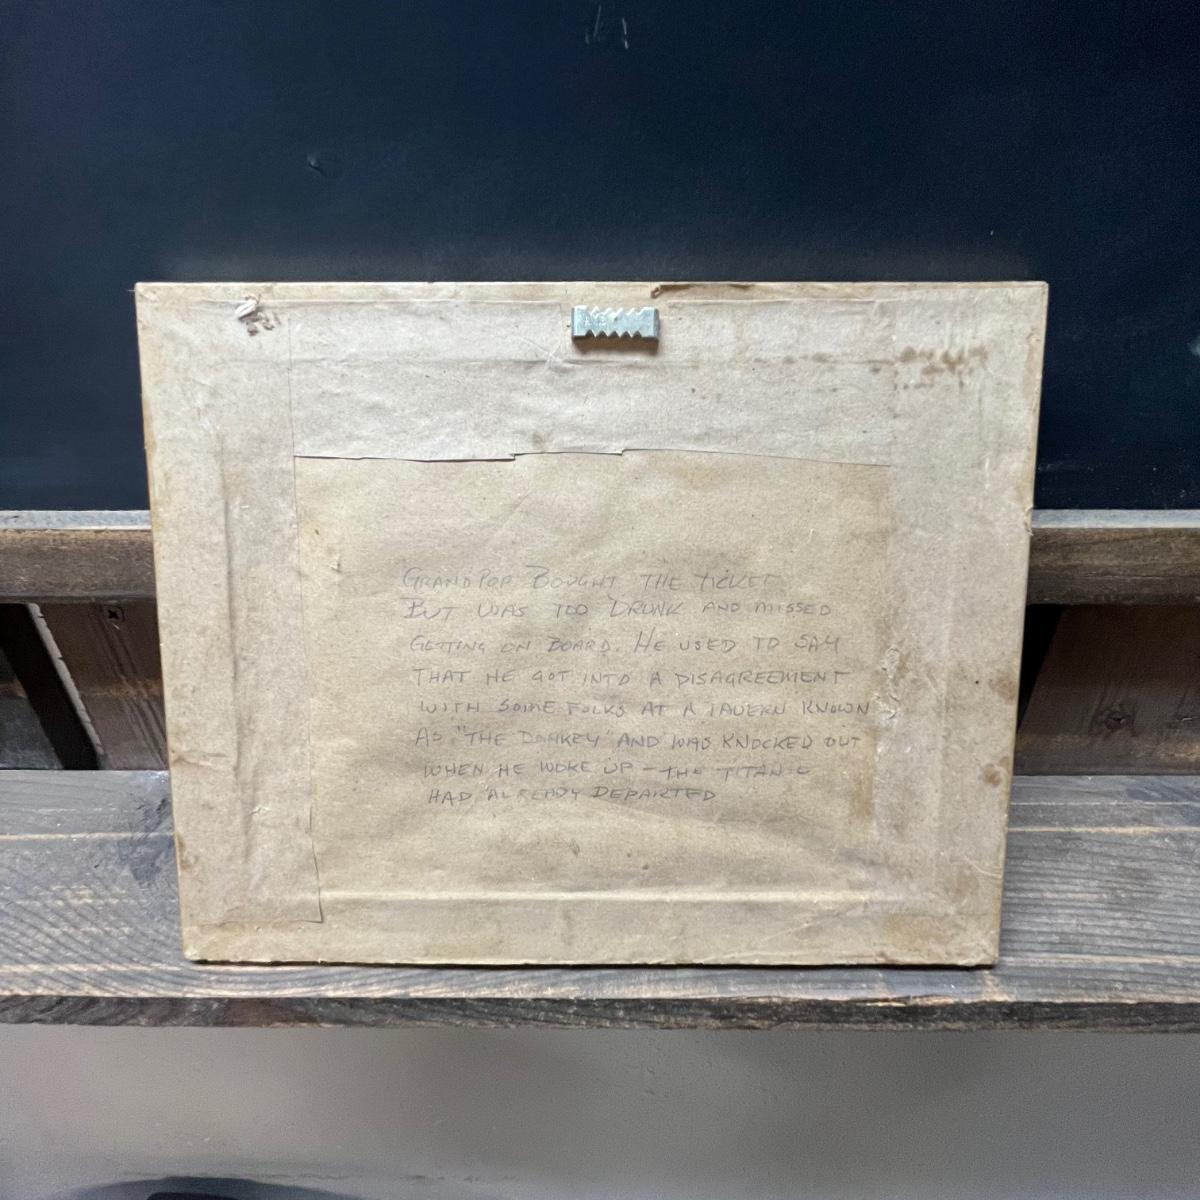 GRANDPOP BOUGHT THE TICKET
BUT WAS TOO DRUNK AND MISSED
GETTING ON BOARD. HE USED TO SAY
THAT HE GOT INTO A DISAGREEMENT
WITH SOME FOLKS AT A TAVERN KNOWN
AS "THE DONKEY" AND WAS KNOCKED OUT
WHEN HE WOKE UP - THE TITANIC
HAD ALREADY DEPARTED